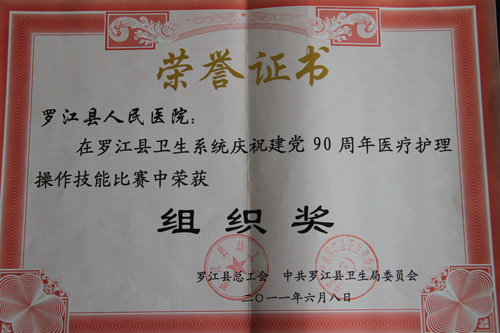 荣誉证书
罗江县人民医院：
在罗江县卫生系统庆祝建党90周年医疗护理
操作技能比赛中荣获
组织奖
罗江县总工会 中共罗江县卫生局委员会
二〇一一年六月八日